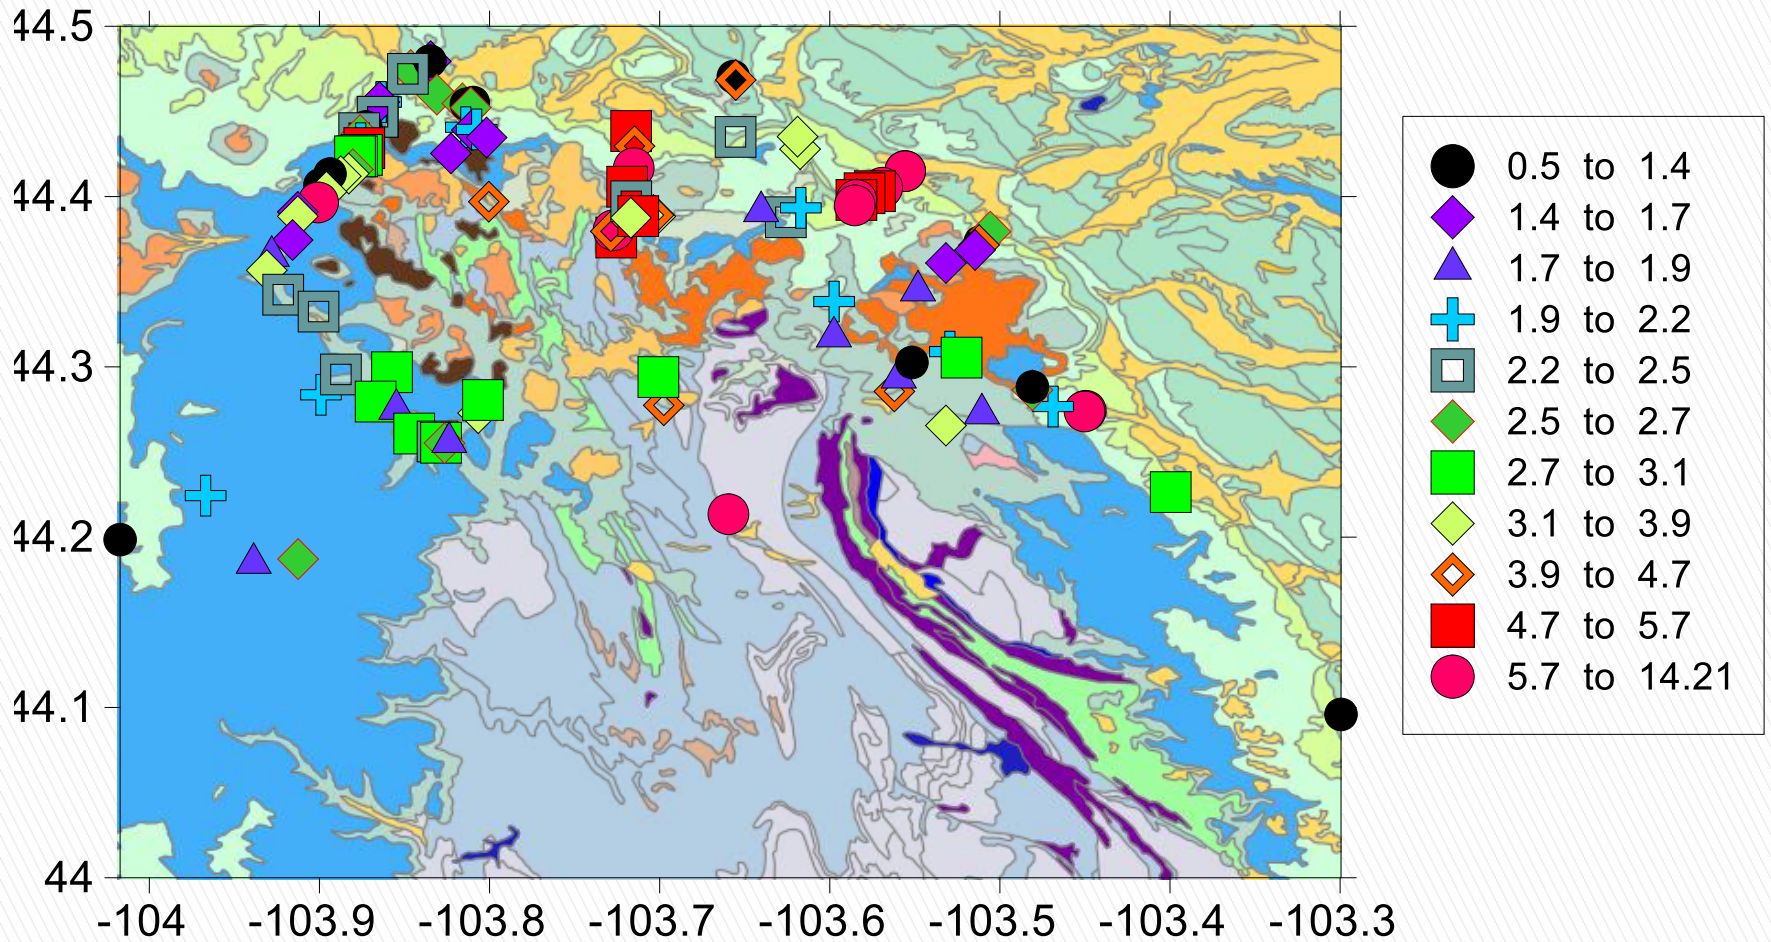 44.5
44.4
44.3
44.2
44.1
44
-104 -103.9 -103.8 -103.7 -103.6 -103.5 -103.4 -103.3
0.5 to 1.4
1.4 to 1.7
1.7 to 1.9
1.9 to 2.2
2.2 to 2.5
2.5 to 2.7
2.7 to 3.1
3.1 to 3.9
3.9 to 4.7
4.7 to 5.7
5.7 to 14.21